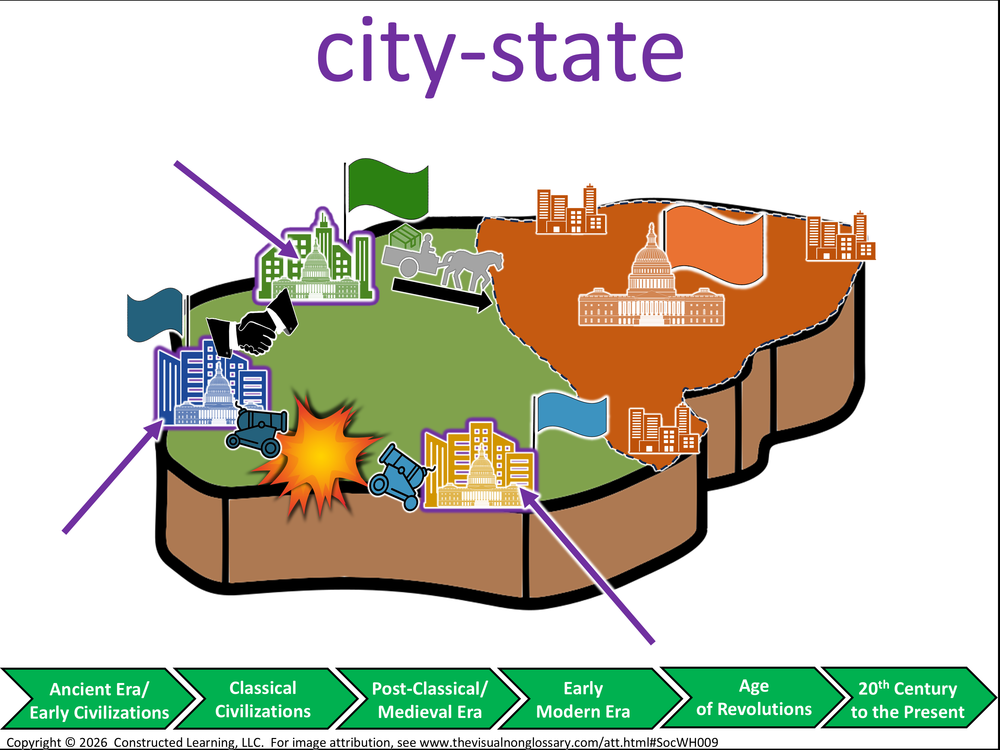 city-state
Ancient Era/
Early Civilizations
Classical
Civilizations
Post-Classical/
Medieval Era
Early
Modern Era
Age
of Revolutions
20th Century
to the Present
Copyright © 2026  Constructed Learning, LLC.  For image attribution, see www.thevisualnonglossary.com/att.html#SocWH009